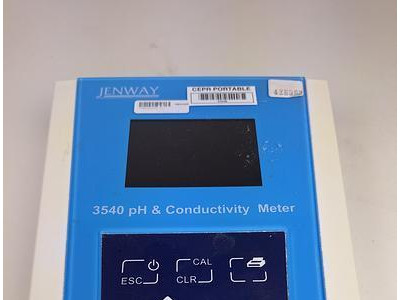 JENWAY
CEPR PORTABLE
3540 pH & Conductivity Meter
CAL
ESC
CLR